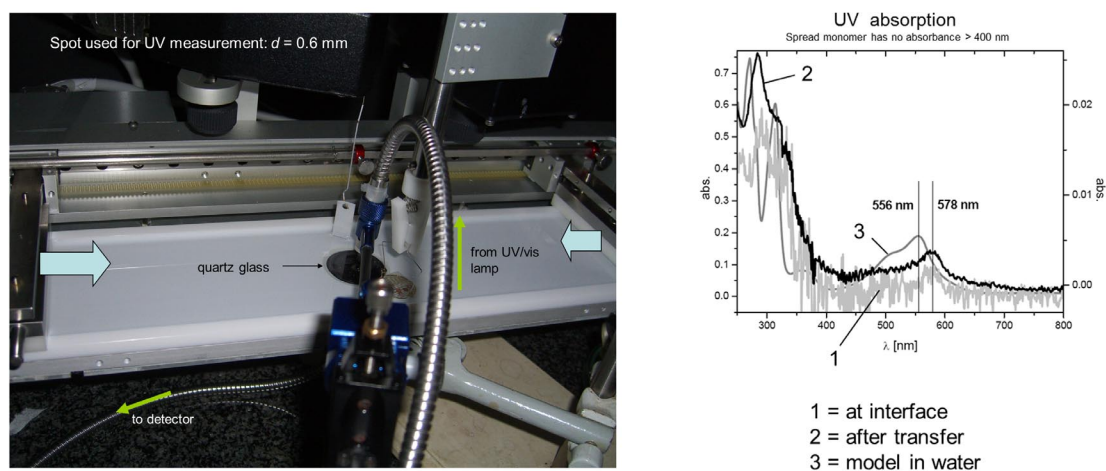 Spot used for UV measurement: d = 0.6 mm
quartz glass
from UV/vis
lamp
to detector
UV absorption
Spread monomer has no absorbance > 400 nm
0.7
0.6
0.5
0.4
0.3
0.2
0.1
0.0
abs.
2
556 nm
578 nm
3
1
0.02
0.01
0.00
abs.
300
400
500
600
700
800
λ [nm]
1 = at interface
2 = after transfer
3 = model in water